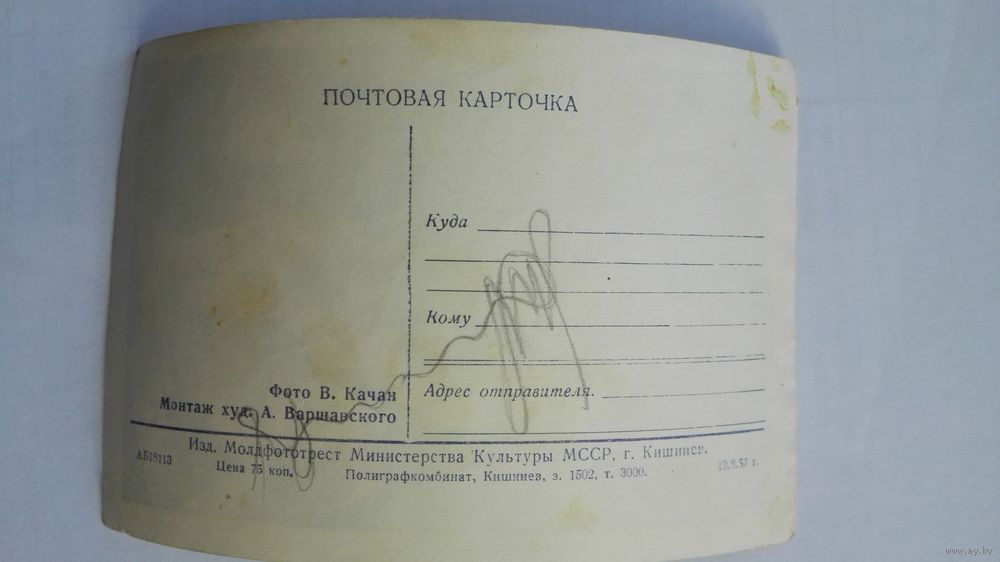 ПОЧТОВАЯ КАРТОЧКА
Куда
Кому
Адрес отправителя.
Фото В. Качан
Монтаж худ. А. Варшавского
Изд. Молдфототрест Министерства Культуры МССР, г. Кишинев.
АБ18113
Цена 75 коп.
Полиграфкомбинат, Кишинев, з. 1502, т. 3000.
19.8.57 г.
www.ay.by